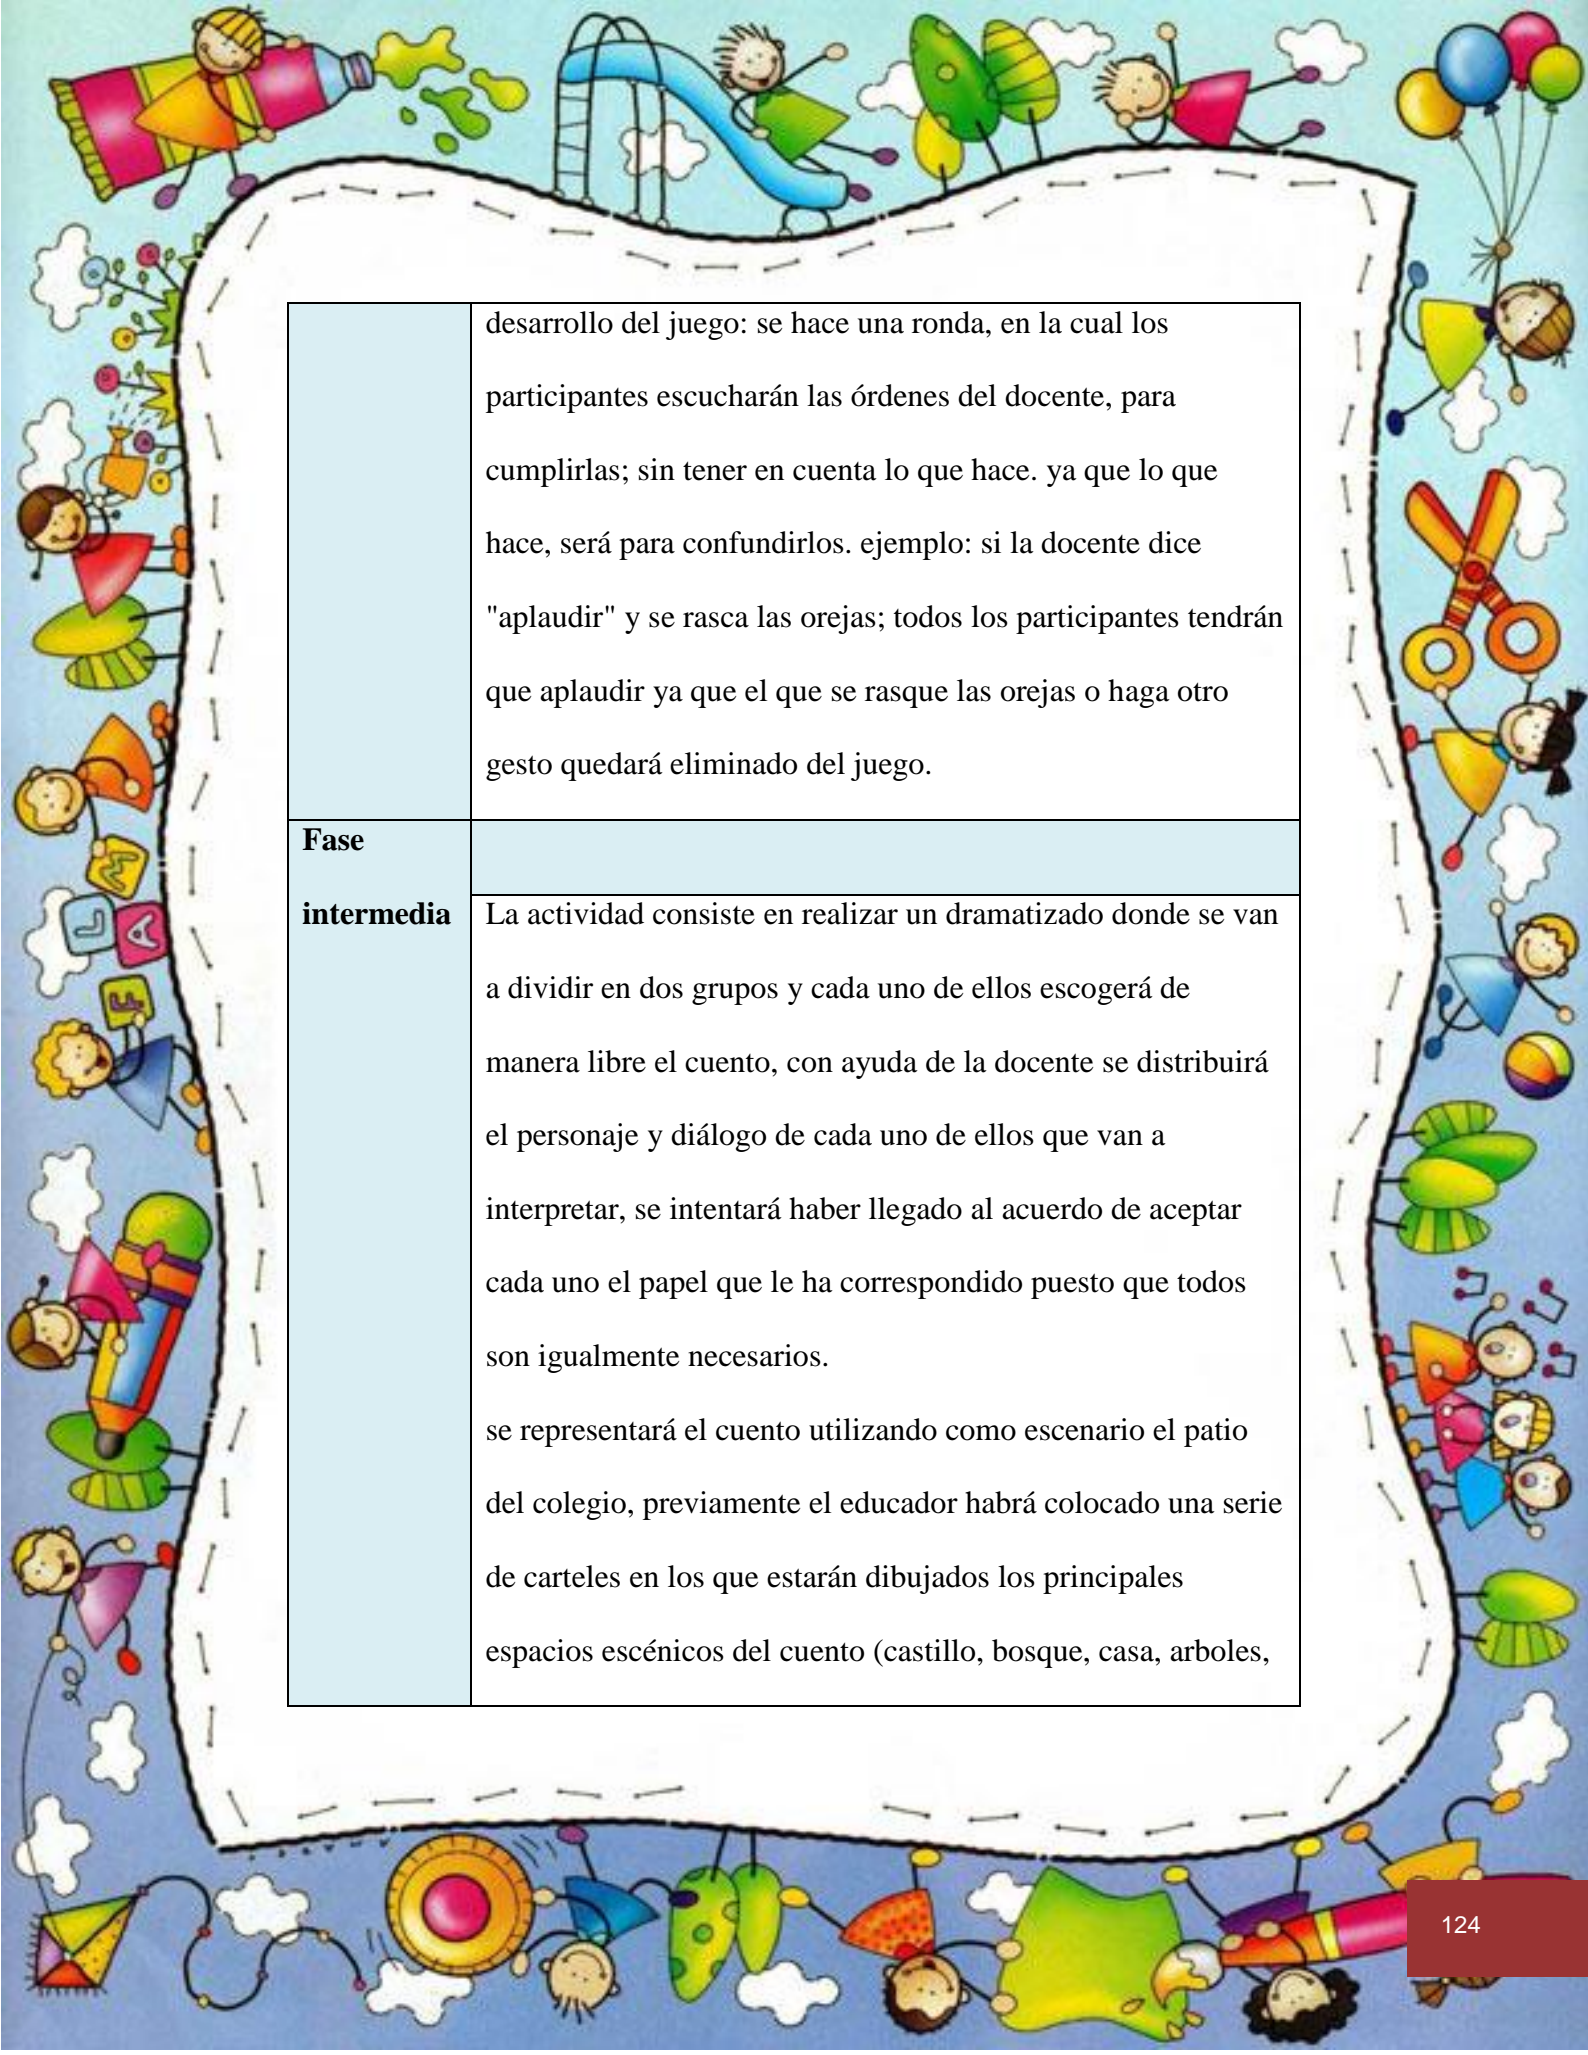 desarrollo del juego: se hace una ronda, en la cual los
participantes escucharán las órdenes del docente, para
cumplirlas; sin tener en cuenta lo que hace. ya que lo que
hace, será para confundirlos. ejemplo: si la docente dice
"aplaudir" y se rasca las orejas; todos los participantes tendrán
que aplaudir ya que el que se rasque las orejas o haga otro
gesto quedará eliminado del juego.
Fase
intermedia
La actividad consiste en realizar un dramatizado donde se van
a dividir en dos grupos y cada uno de ellos escogerá de
manera libre el cuento, con ayuda de la docente se distribuirá
el personaje y diálogo de cada uno de ellos que van a
interpretar, se intentará haber llegado al acuerdo de aceptar
cada uno el papel que le ha correspondido puesto que todos
son igualmente necesarios.
se representará el cuento utilizando como escenario el patio
del colegio, previamente el educador habrá colocado una serie
de carteles en los que estarán dibujados los principales
espacios escénicos del cuento (castillo, bosque, casa, arboles,
M
L
A
F
124